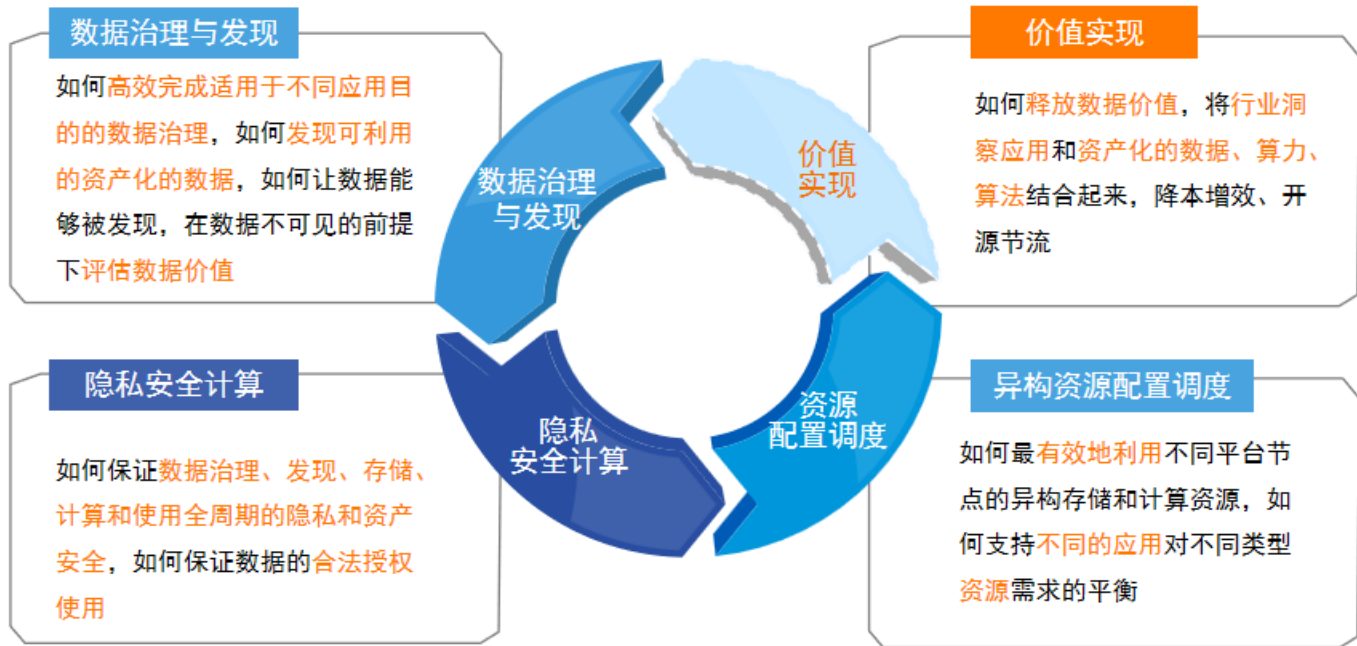 数据治理与发现
如何高效完成适用于不同应用目
的的数据治理，如何发现可利用
的资产化的数据，如何让数据能
够被发现，在数据不可见的前提
下评估数据价值
价值实现
如何释放数据价值，将行业洞
察应用和资产化的数据、算力、
算法结合起来，降本增效、开
源节流
数据治理
与发现
价值
实现
隐私
安全计算
资源
配置调度
隐私安全计算
如何保证数据治理、发现、存储、
计算和使用全周期的隐私和资产
安全，如何保证数据的合法授权
使用
异构资源配置调度
如何最有效地利用不同平台节
点的异构存储和计算资源，如
何支持不同的应用对不同类型
资源需求的平衡